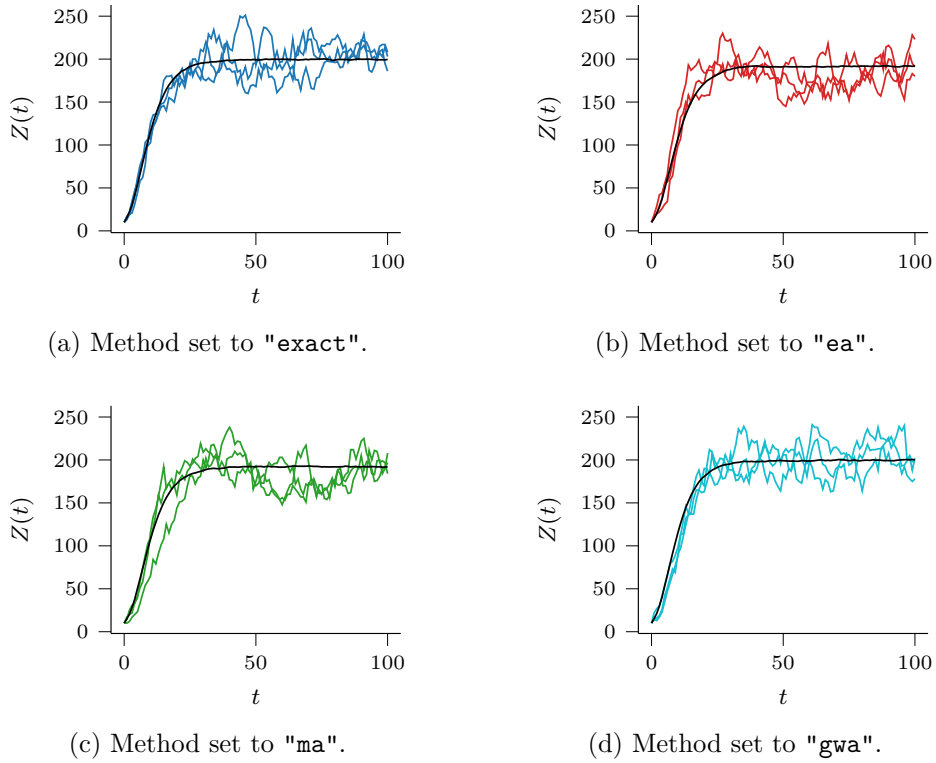 250
200
150
100
50
0
Z(t)
0 50 100
t
(a) Method set to "exact".
250
200
150
100
50
0
Z(t)
0 50 100
t
(b) Method set to "ea".
250
200
150
100
50
0
Z(t)
0 50 100
t
(c) Method set to "ma".
250
200
150
100
50
0
Z(t)
0 50 100
t
(d) Method set to "gwa".